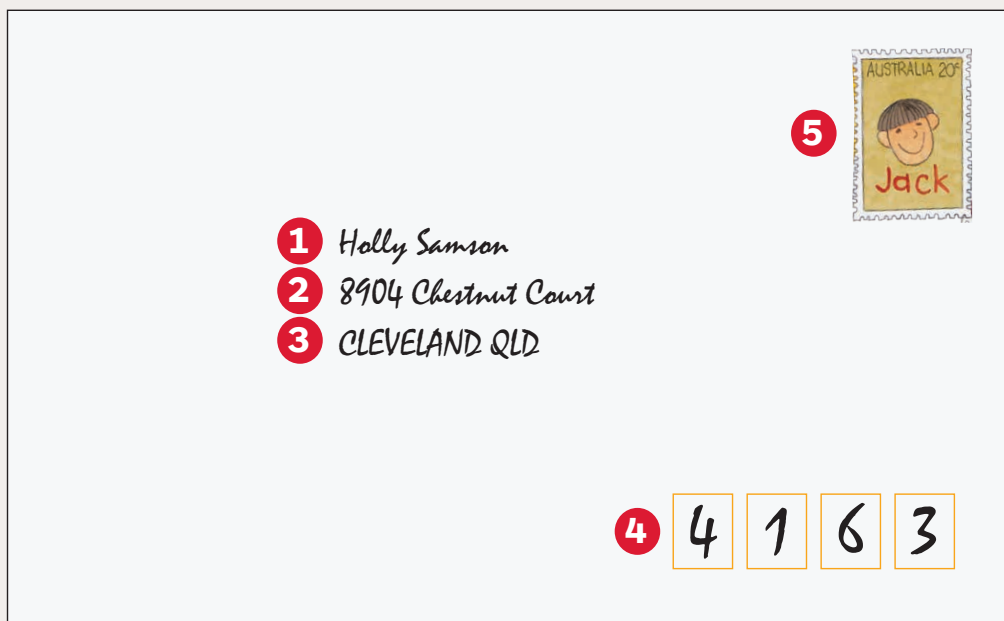 AUSTRALIA 20c
Jack
5
1 Holly Samson
2 8904 Chestnut Court
3 CLEVELAND QLD
4 4 1 6 3